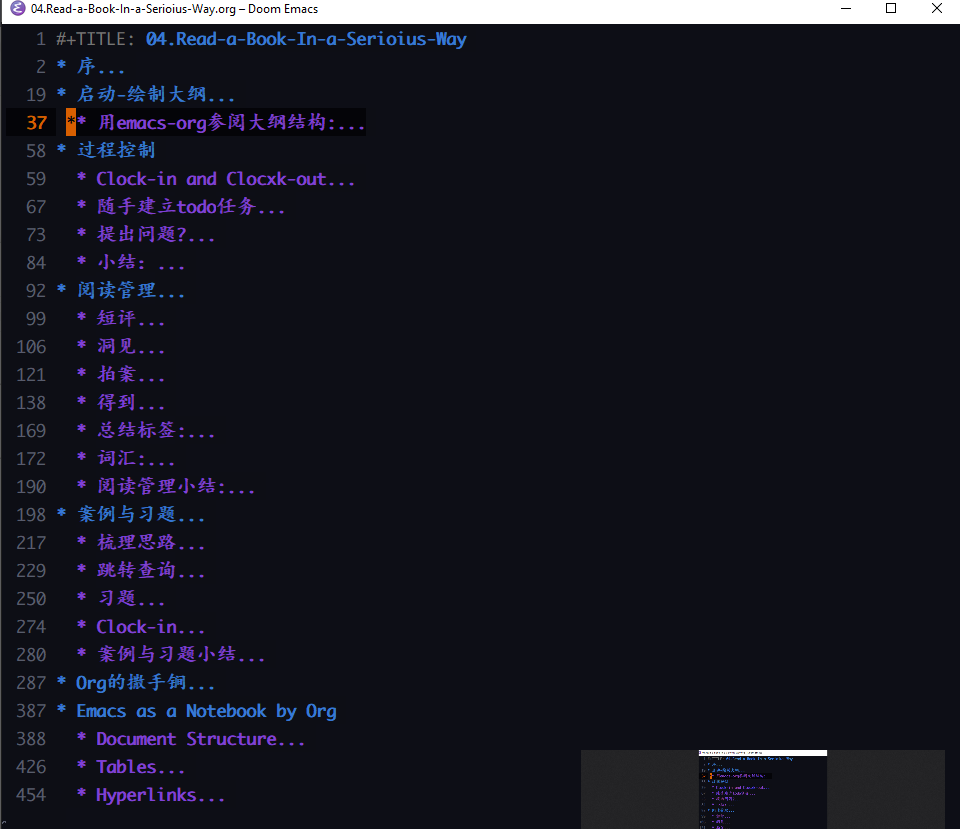 04.Read-a-Book-In-a-Serioius-Way.org – Doom Emacs
1 #+TITLE: 04.Read-a-Book-In-a-Serioius-Way
2 * 序...
19 * 启动-绘制大纲...
37 ** 用emacs-org参阅大纲结构:...
58 * 过程控制
59 * Clock-in and Clocxk-out...
67 * 随手建立todo任务...
73 * 提出问题?...
84 * 小结: ...
92 * 阅读管理...
99 * 短评...
106 * 洞见...
121 * 拍案...
138 * 得到...
169 * 总结标签:...
172 * 词汇:...
190 * 阅读管理小结:...
198 * 案例与习题...
217 * 梳理思路...
229 * 跳转查询...
250 * 习题...
274 * Clock-in...
280 * 案例与习题小结...
287 * Org的撒手锏...
387 * Emacs as a Notebook by Org
388 * Document Structure...
426 * Tables...
454 * Hyperlinks...